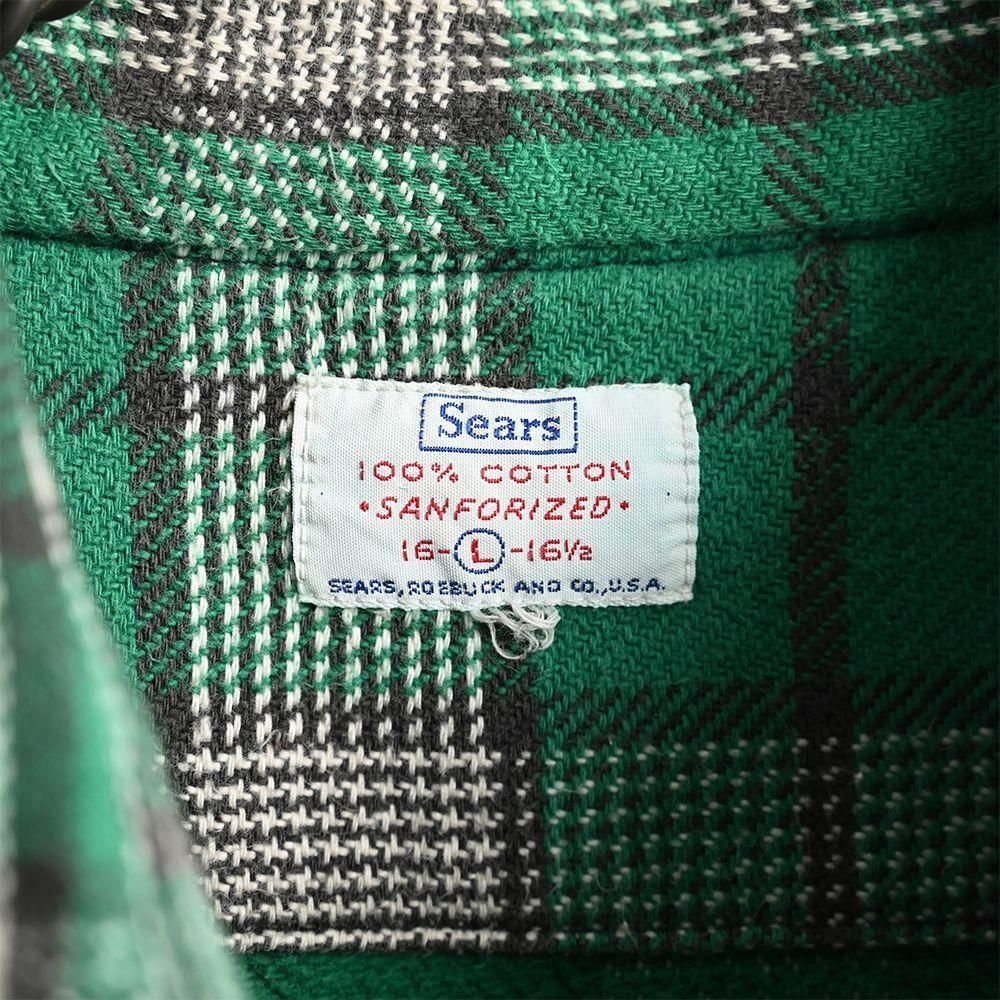 Sears
100% COTTON
•SANFORIZED•
16-L-16½
SEARS, ROEBUCK AND CO., U.S.A.